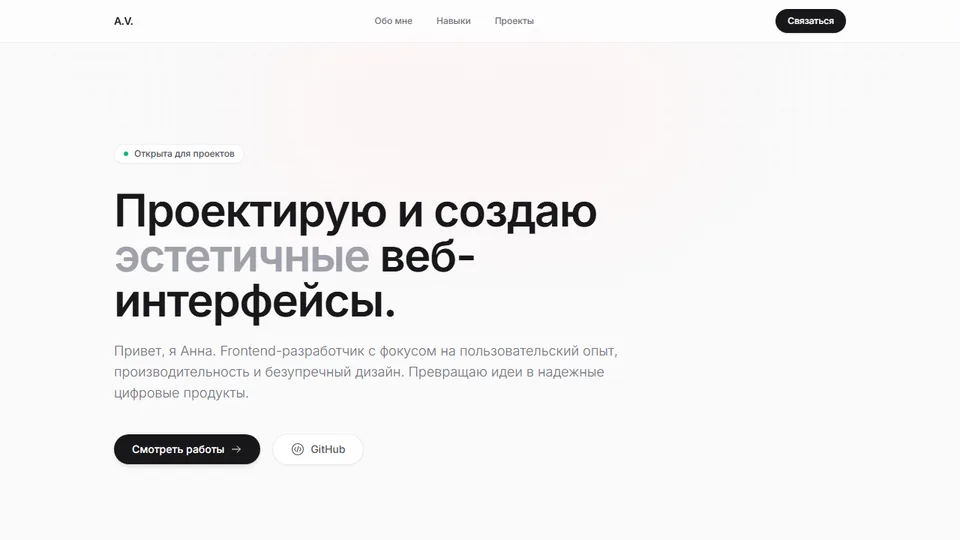 A.V.
Обо мне
Навыки
Проекты
Связаться
Открыта для проектов
Проектирую и создаю
эстетичные веб-
интерфейсы.
Привет, я Анна. Frontend-разработчик с фокусом на пользовательский опыт,
производительность и безупречный дизайн. Превращаю идеи в надежные
цифровые продукты.
Смотреть работы
GitHub